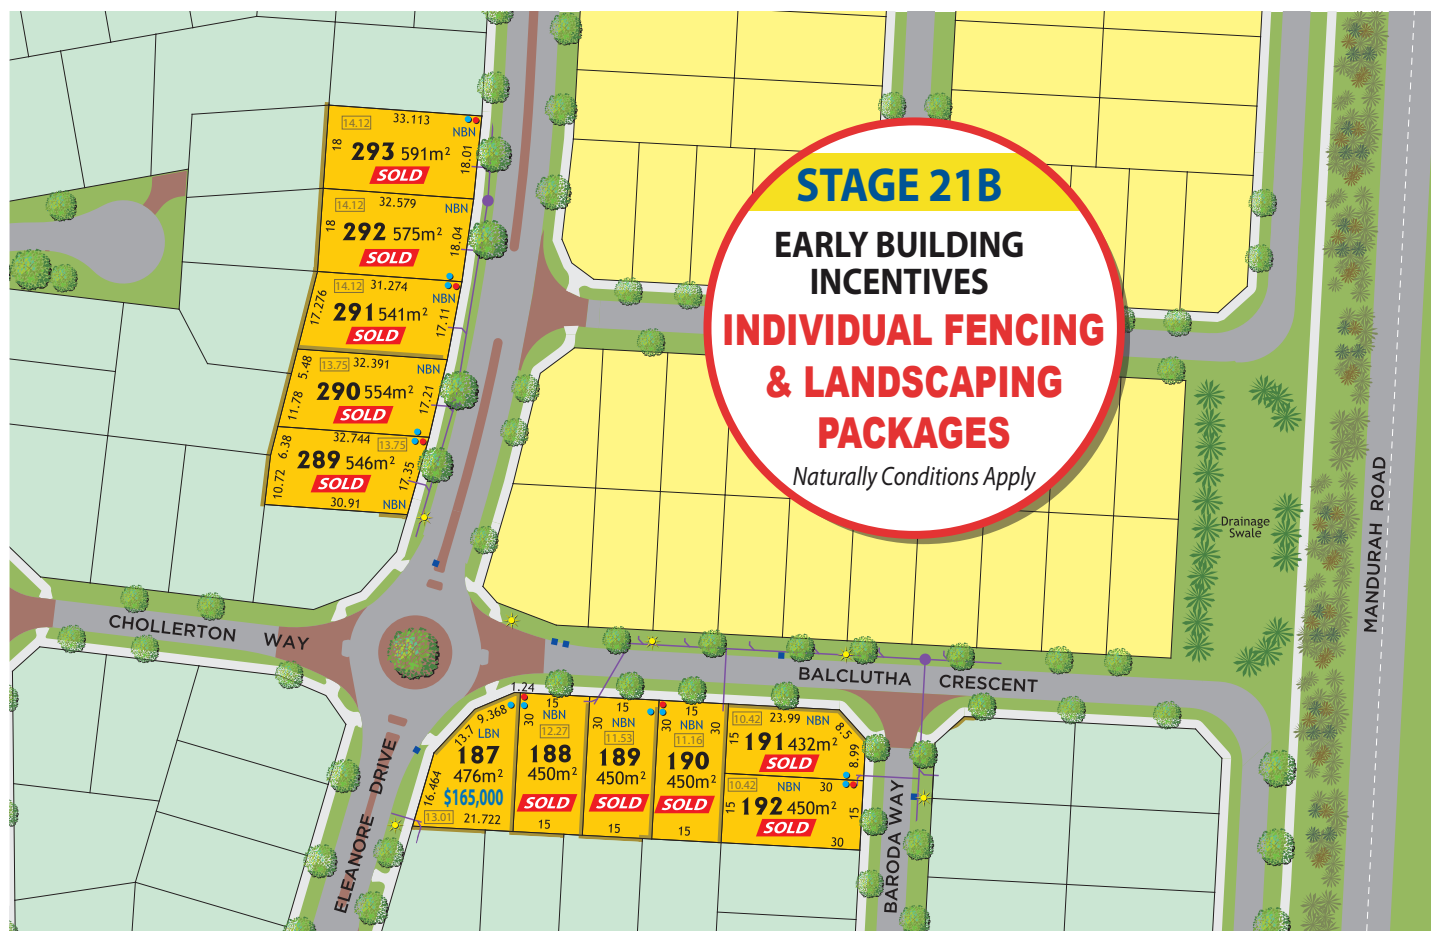 STAGE 21B
EARLY BUILDING
INCENTIVES
INDIVIDUAL FENCING
& LANDSCAPING
PACKAGES
Naturally Conditions Apply
14.12 33.113
NBN
18 293 591m² 18.01
SOLD
14.12 32.579 NBN
18 292 575m² 18.04
SOLD
14.12 31.274
NBN
17.276 291 541m² 17.11
SOLD
5.48 13.75 32.391 NBN
11.78 290 554m² 17.21
SOLD
6.38 32.744 13.75
289 546m²
10.72 SOLD 17.35
30.91 NBN
Drainage
Swale
MANDURAH ROAD
CHOLLERTON WAY
BALCLUTHA CRESCENT
ELEANORE DRIVE
BARODA WAY
1.24
13.7 9.368
LBN
187
476m²
16.464 $165,000
13.01 21.722
15
30 NBN
12.27
188
450m²
SOLD
15
15
30 NBN
11.53
189
450m²
SOLD
15
15
30 NBN 30
11.16
190
450m²
SOLD
15
10.42 23.99 NBN 8.5
15 191 432m² 8.99
SOLD
10.42 NBN 30
15 192 450m² 15
SOLD
30